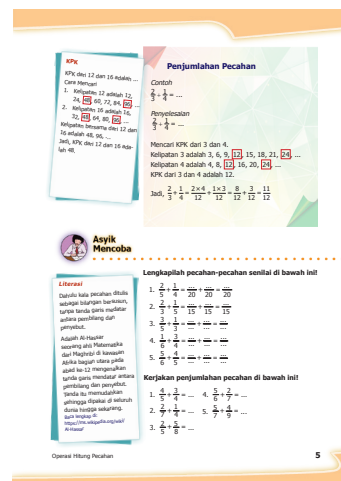 KPK
KPK dari 12 dan 16 adalah ...
Cara Mencari
1. Kelipatan 12 adalah 12,
24, 48, 60, 72, 84, 96, ...
2. Kelipatan 16 adalah 16,
32, 48, 64, 80, 96, ...
Kelipatan bersama dari 12 dan
16 adalah 48, 96, ...
Jadi, KPK dari 12 dan 16 ada-
lah 48.
Penjumlahan Pecahan
Contoh
2/3 + 1/4 = ...
Penyelesaian
2/3 + 1/4 = ...
Mencari KPK dari 3 dan 4.
Kelipatan 3 adalah 3, 6, 9, 12, 15, 18, 21, 24, ...
Kelipatan 4 adalah 4, 8, 12, 16, 20, 24, ...
KPK dari 3 dan 4 adalah 12.
Jadi, 2/3 + 1/4 = 2×4/12 + 1×3/12 = 8/12 + 3/12 = 11/12
Asyik
Mencoba
Literasi
Dahulu kala pecahan ditulis
sebagai bilangan bersusun,
tanpa tanda garis mendatar
antara pembilang dan
penyebut.
Adalah Al-Hassar
seorang ahli Matematika
dari Maghribi di kawasan
Afrika bagian utara pada
abad ke-12 mengenalkan
tanda garis mendatar antara
pembilang dan penyebut.
Tanda itu memudahkan
sehingga dipakai di seluruh
dunia hingga sekarang.
Baca lengkap di:
https://ms.wikipedia.org/wiki/
Al-Hassar
Lengkapilah pecahan-pecahan senilai di bawah ini!
1. 2/5 + 1/4 = .../20 + .../20 = .../20
2. 2/3 + 1/5 = .../15 + .../15 = .../15
3. 3/5 + 1/3 = ... + ... = ...
4. 1/6 + 3/4 = ... + ... = ...
5. 5/6 + 4/5 = ... + ... = ...
Kerjakan penjumlahan pecahan di bawah ini!
1. 4/5 + 3/4 = ... 4. 5/6 + 2/7 = ...
2. 2/7 + 1/4 = ... 5. 5/7 + 4/9 = ...
3. 2/5 + 5/8 = ...
Operasi Hitung Pecahan
5